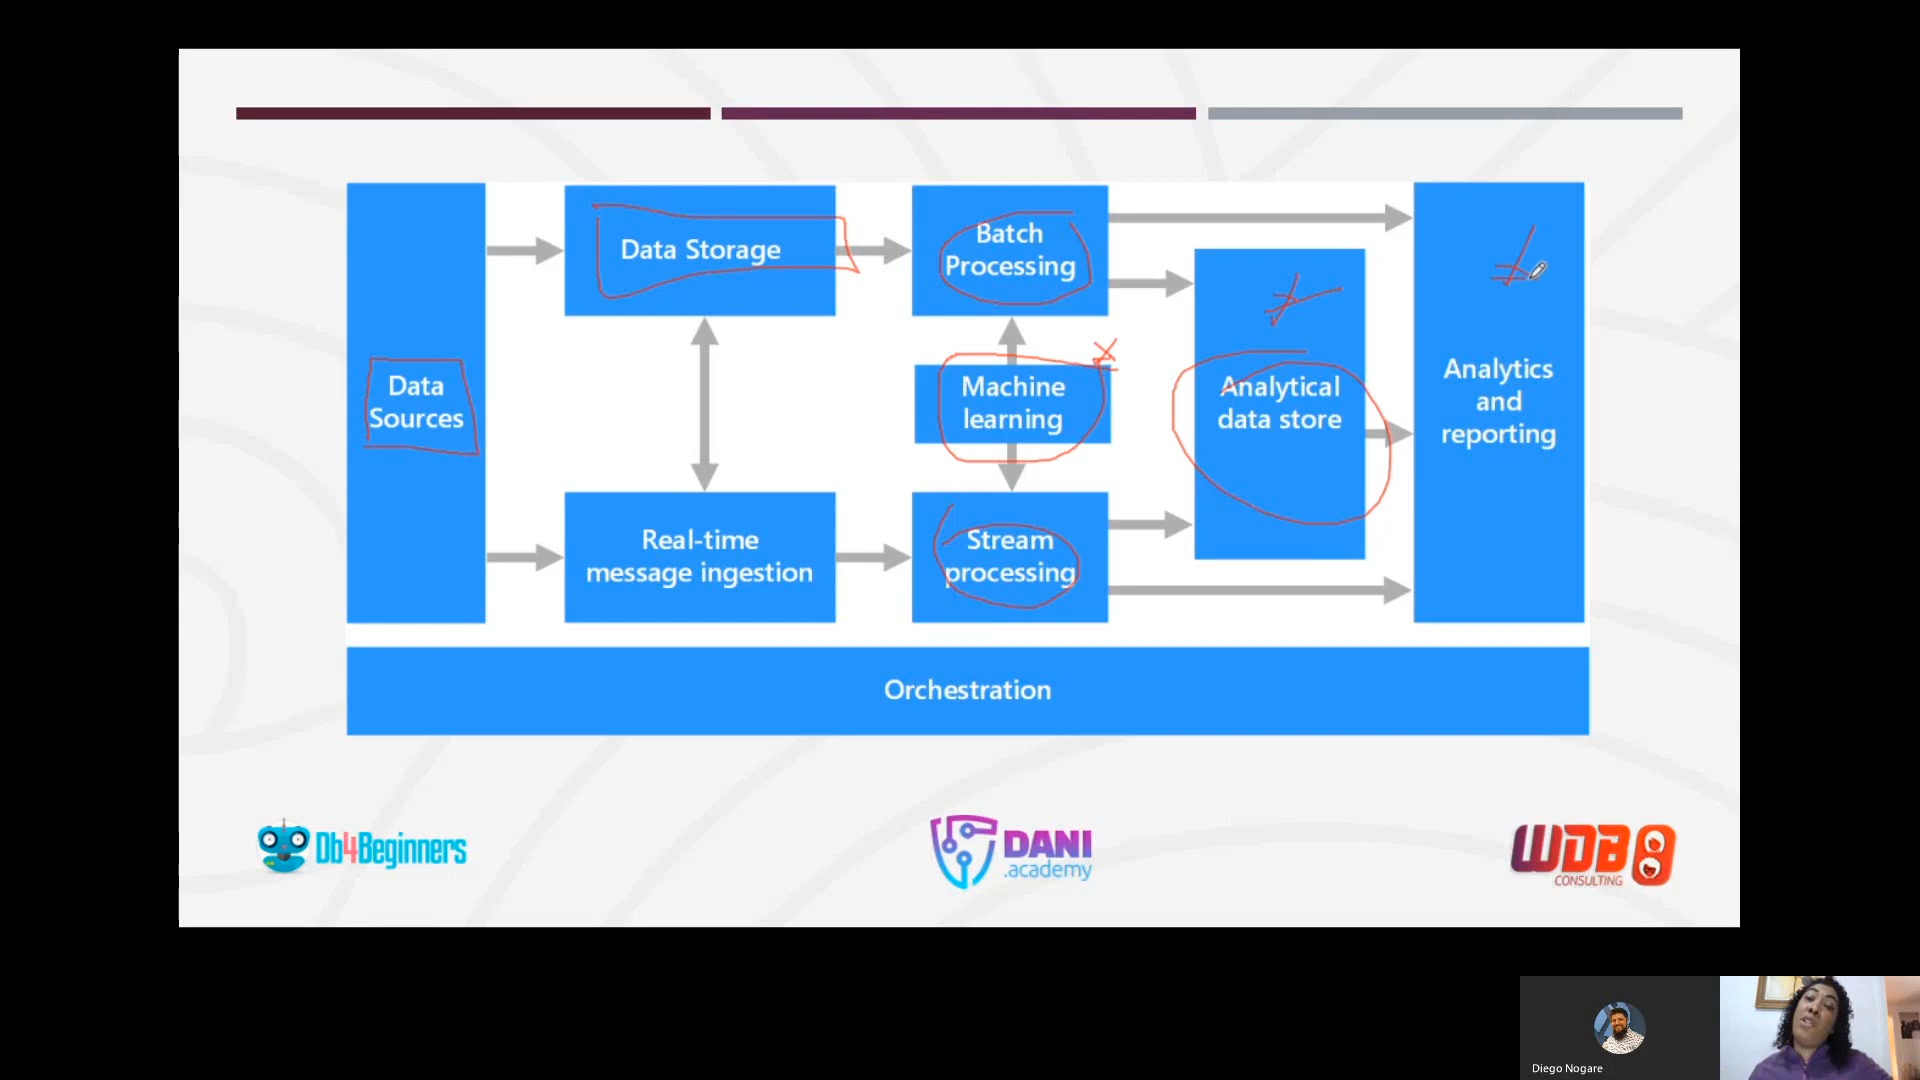 Data
Sources
Data Storage
Real-time
message ingestion
Batch
Processing
Machine
learning
Stream
processing
Analytical
data store
Analytics
and
reporting
Orchestration
Db4Beginners
DANI
.academy
WDB
CONSULTING
Diego Nogare